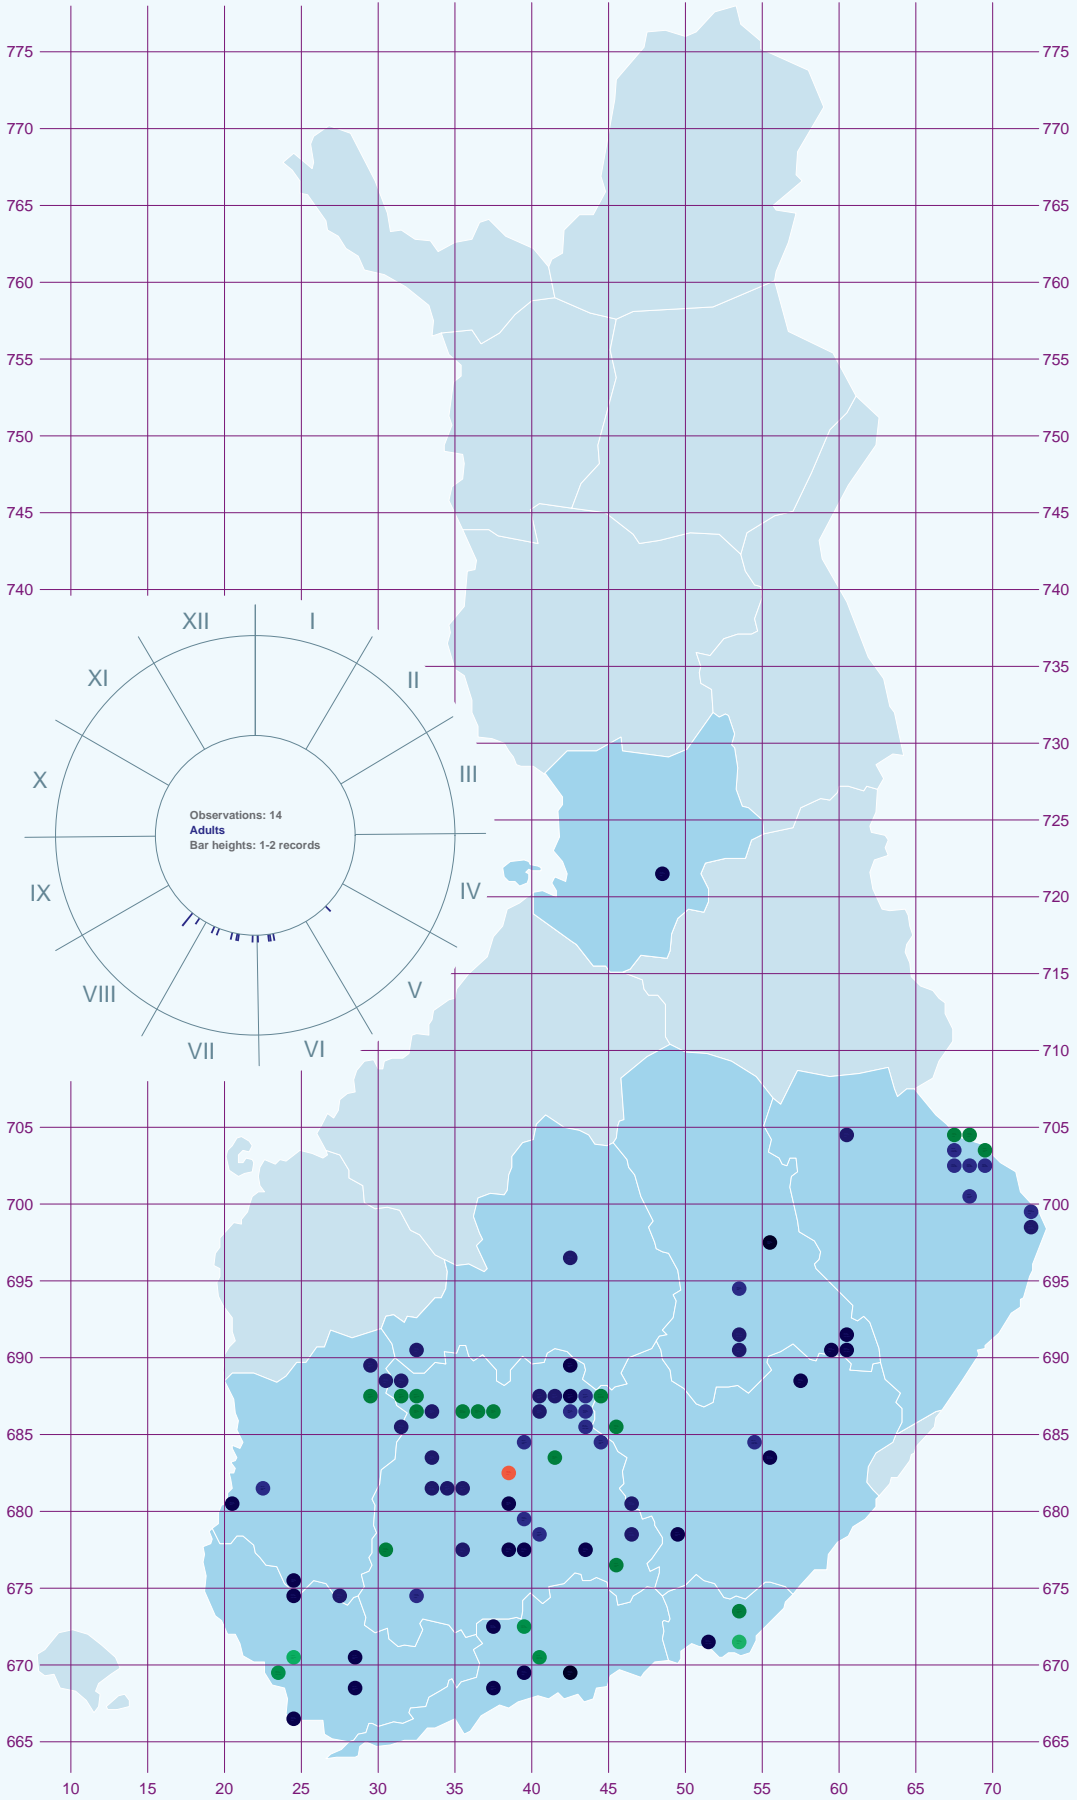 775 775
770 770
765 765
760 760
755 755
750 750
745 745
740 740
XII I
735
XI II
730
X III
725
Observations: 14
Adults
Bar heights: 1-2 records
IX IV
720
715
VIII V
VII VI
710
705 705
700 700
695 695
690 690
685 685
680 680
675 675
670 670
665 665
10 15 20 25 30 35 40 45 50 55 60 65 70